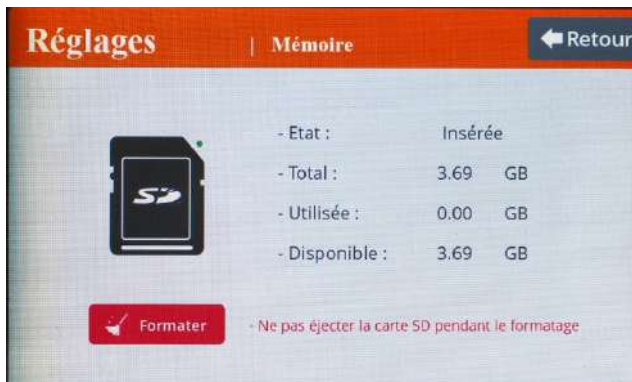 Réglages | Mémoire Retour
- Etat : Insérée
- Total : 3.69 GB
SD
- Utilisée : 0.00 GB
- Disponible : 3.69 GB
Formater - Ne pas éjecter la carte SD pendant le formatage